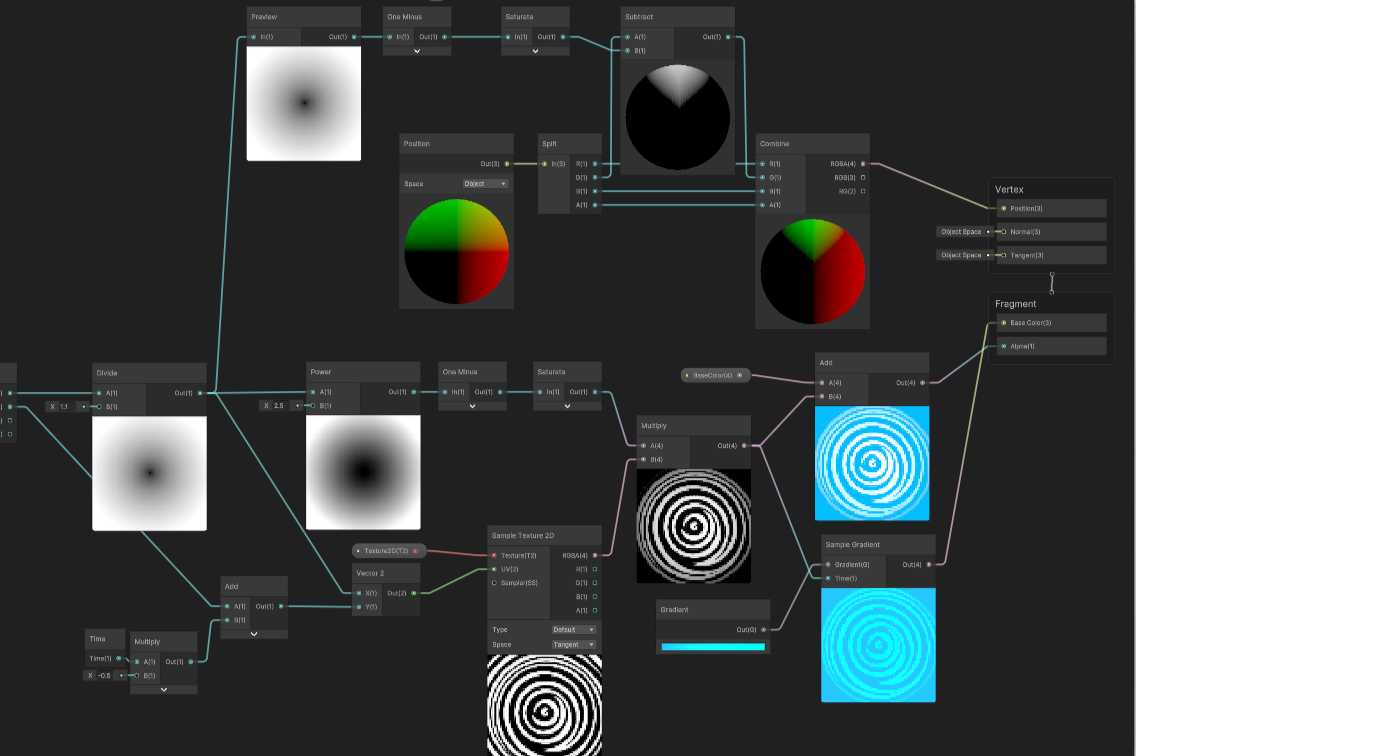 Preview
In(1) Out(1)
One Minus
In(1) Out(1)
Saturate
In(1) Out(1)
Subtract
A(1) Out(1)
B(1)
Position
Out(3)
Space Object
Split
In(3) R(1)
G(1)
B(1)
A(1)
Combine
R(1) RGBA(4)
G(1) RGB(3)
B(1) RG(2)
A(1)
Vertex
Position(3)
Object Space Normal(3)
Object Space Tangent(3)
Fragment
Base Color(3)
Alpha(1)
Divide
A(1) Out(1)
X 1.1 B(1)
Power
A(1) Out(1)
X 2.5 B(1)
One Minus
In(1) Out(1)
Saturate
In(1) Out(1)
BaseColor(4)
Add
A(4) Out(4)
B(4)
Multiply
A(4) Out(4)
B(4)
Texture2D(T2)
Vector 2
X(1) Out(2)
Y(1)
Sample Texture 2D
Texture(T2) RGBA(4)
UV(2) R(1)
Sampler(SS) G(1)
B(1)
A(1)
Type Default
Space Tangent
Sample Gradient
Gradient(G) Out(4)
Time(1)
Gradient
Out(G)
Add
A(1) Out(1)
B(1)
Time
Time(1)
Multiply
A(1) Out(1)
X -0.5 B(1)